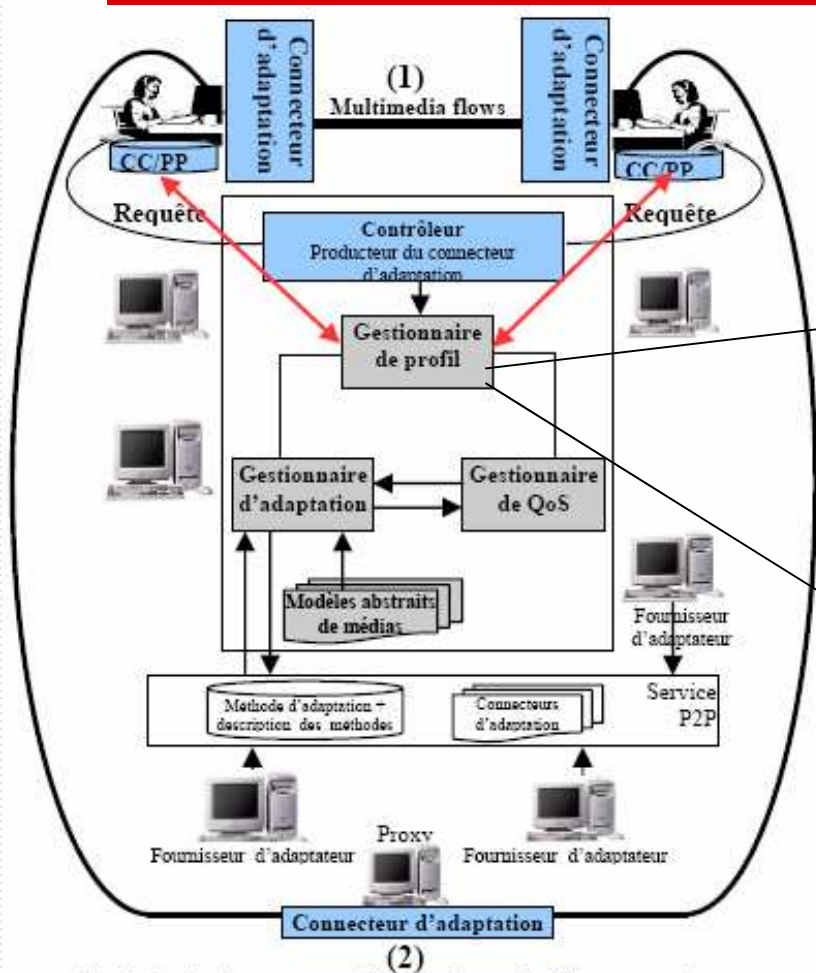 Connecteur
d'adaptation
(1)
Multimedia flows
Connecteur
d'adaptation
CC/PP
CC/PP
Requête
Requête
Contrôleur
Producteur du connecteur
d'adaptation
Gestionnaire
de profil
Gestionnaire
d'adaptation
Gestionnaire
de QoS
Modèles abstraits
de médias
Fournisseur
d'adaptateur
Méthode d'adaptation +
description des méthodes
Connecteurs
d'adaptation
Service
P2P
Fournisseur d'adaptateur
Proxy
Fournisseur d'adaptateur
Connecteur d'adaptation
(2)